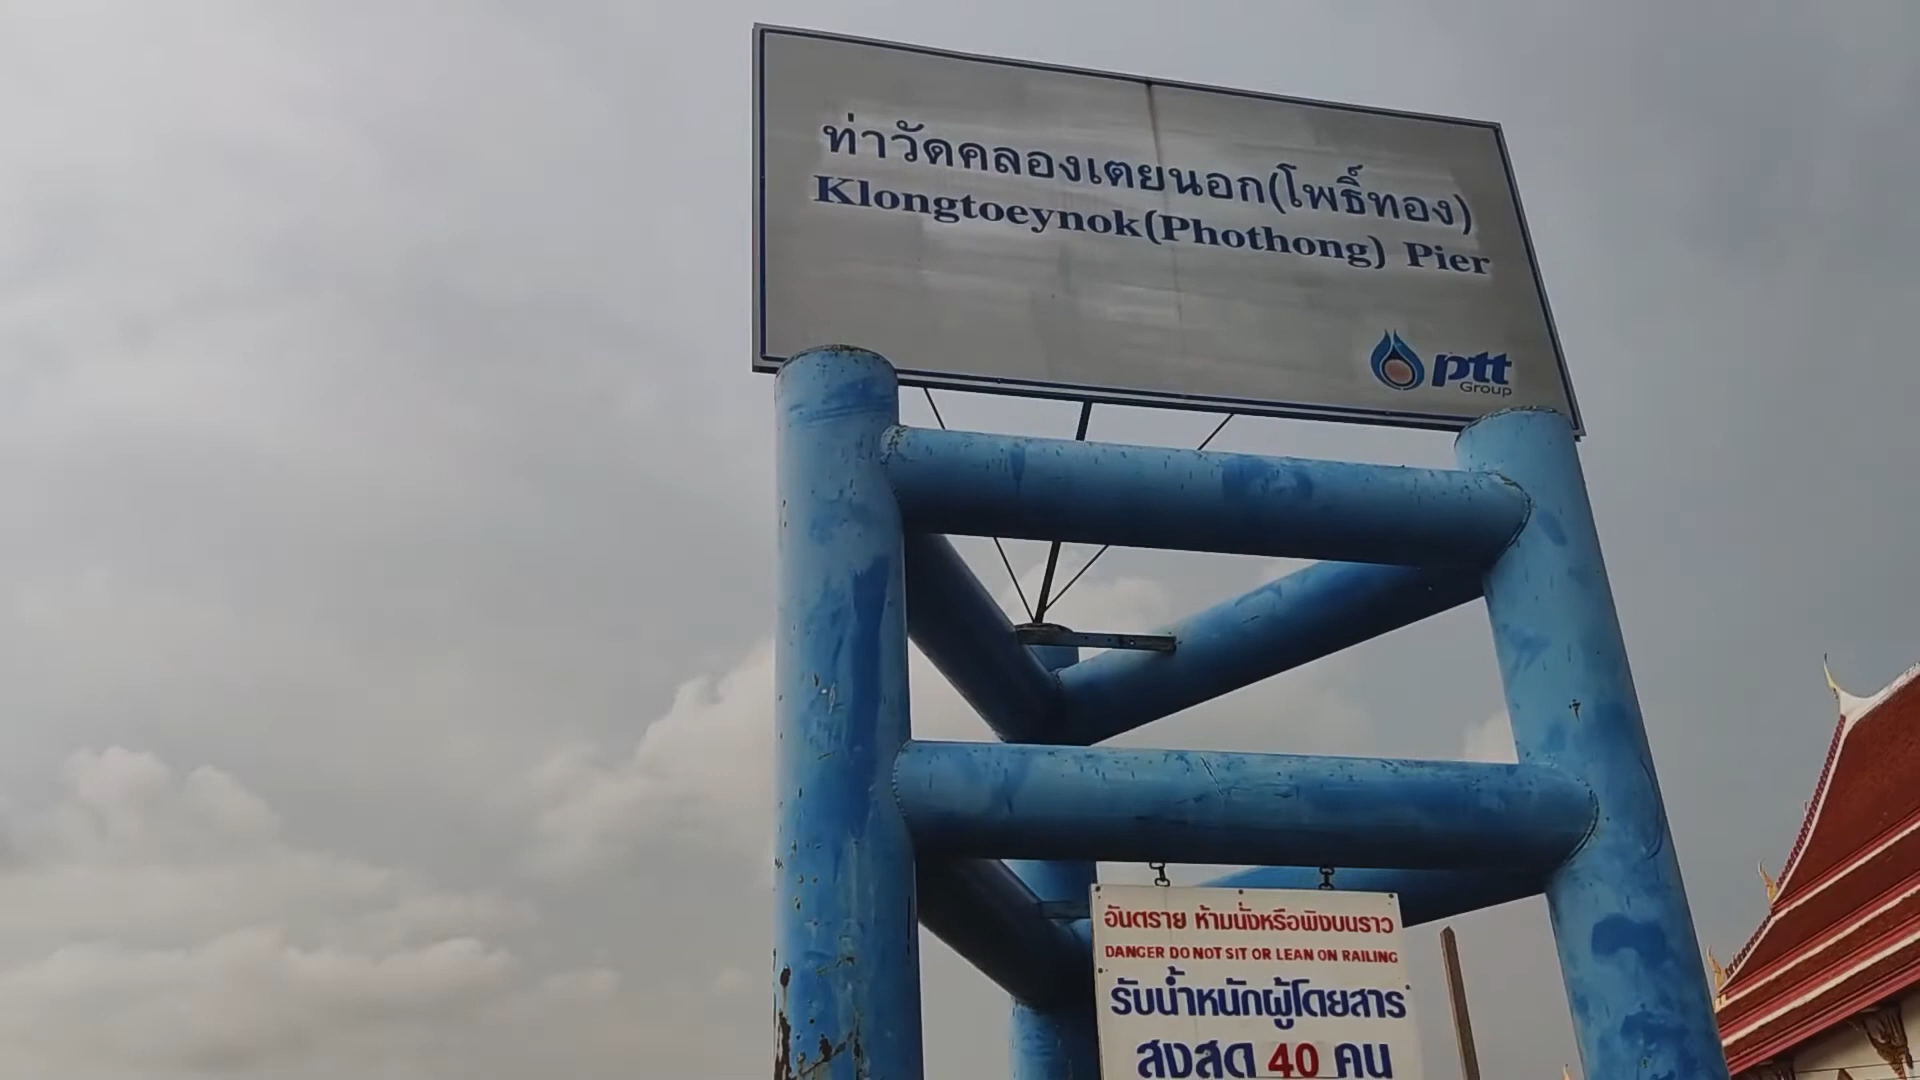 ท่าวัดคลองเตยนอก(โพธิ์ทอง)
Klongtoeynok(Phothong) Pier
ptt
Group
อันตราย ห้ามนั่งหรือพิงบนราว
DANGER DO NOT SIT OR LEAN ON RAILING
รับน้ำหนักผู้โดยสาร
สูงสุด 40 คน